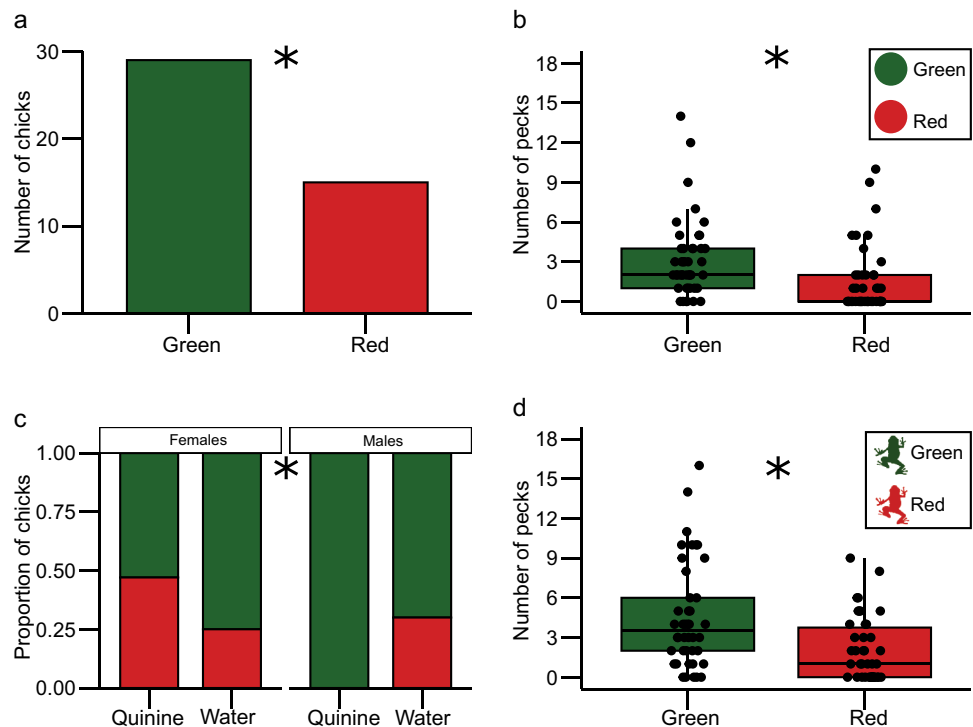 a
Number of chicks
30
20
10
0
*
Green
Red
b
Number of pecks
18
15
12
9
6
3
0
*
Green
Red
Green
Red
c
Proportion of chicks
1.00
0.75
0.50
0.25
0.00
Females
*
Males
Quinine
Water
Quinine
Water
d
Number of pecks
18
15
12
9
6
3
0
*
Green
Red
Green
Red